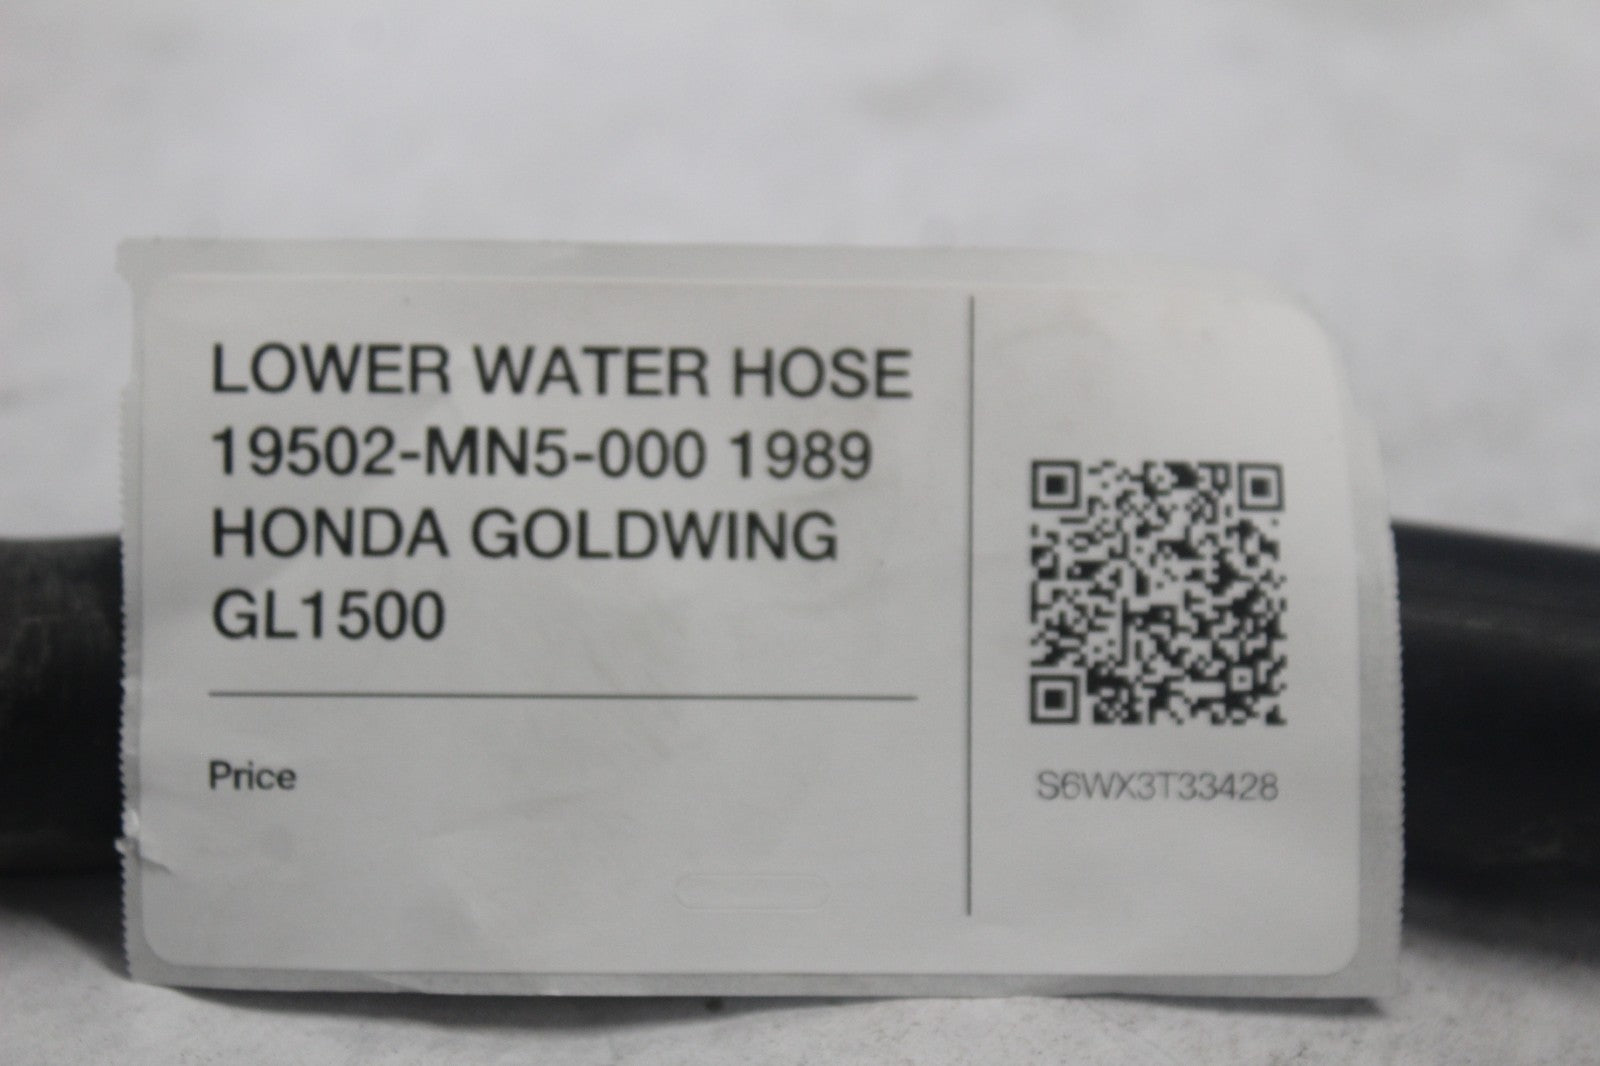 LOWER WATER HOSE
19502-MN5-000 1989
HONDA GOLDWING
GL1500
Price
S6WX3T33428